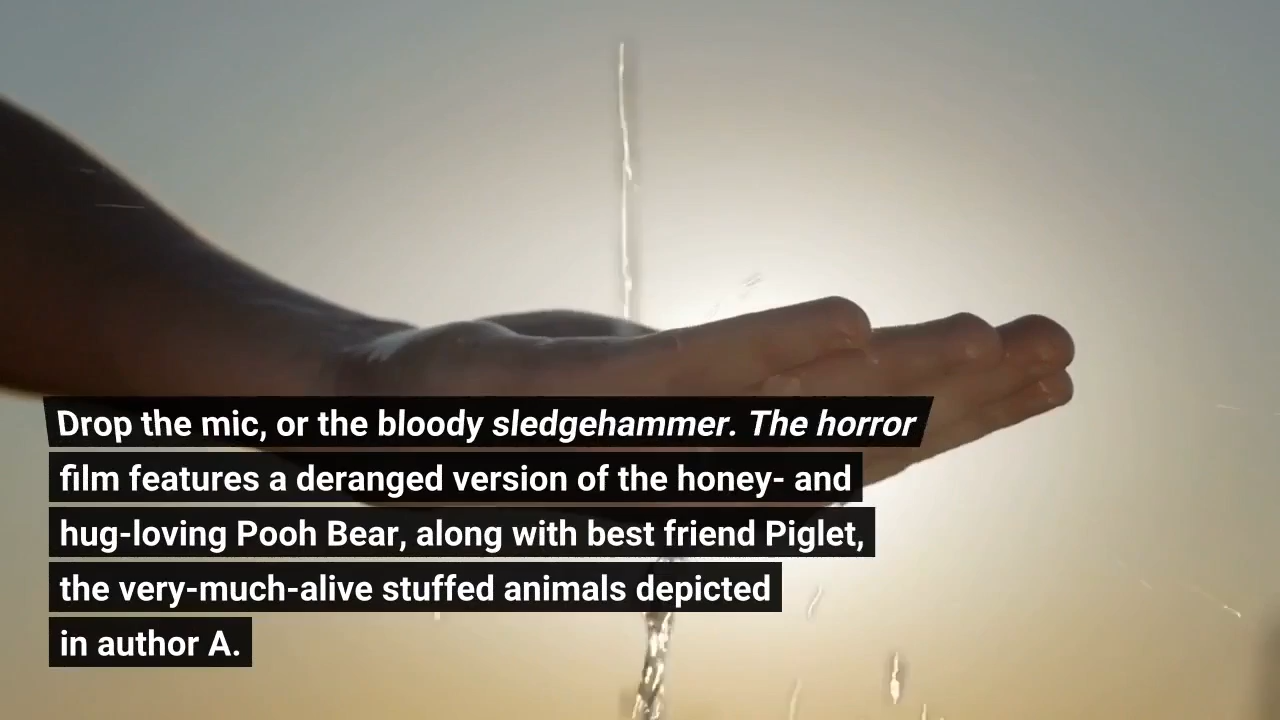 Drop the mic, or the bloody sledgehammer. The horror
film features a deranged version of the honey- and
hug-loving Pooh Bear, along with best friend Piglet,
the very-much-alive stuffed animals depicted
in author A.